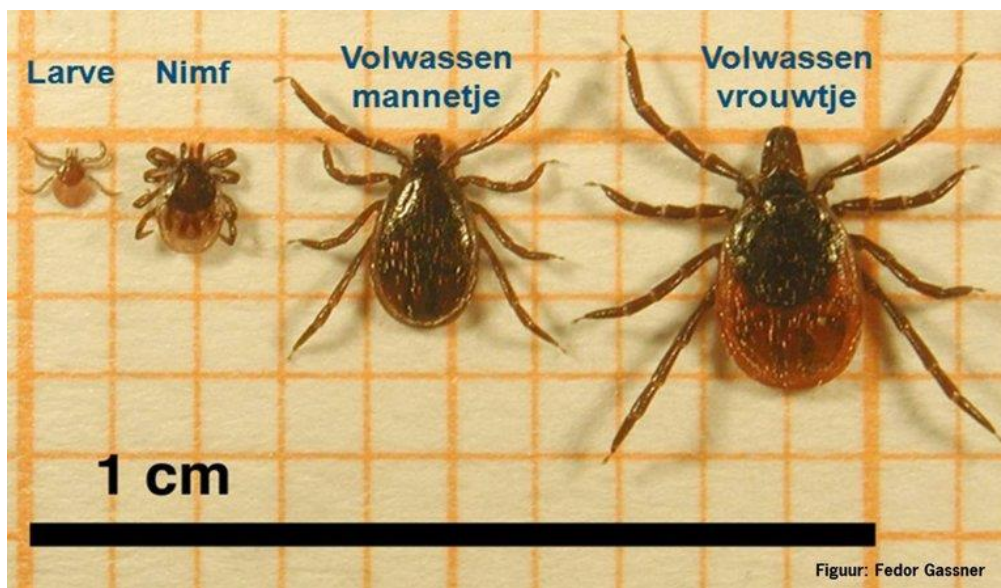 Larve
Nimf
Volwassen
mannetje
Volwassen
vrouwtje
1 cm
Figuur: Fedor Gassner